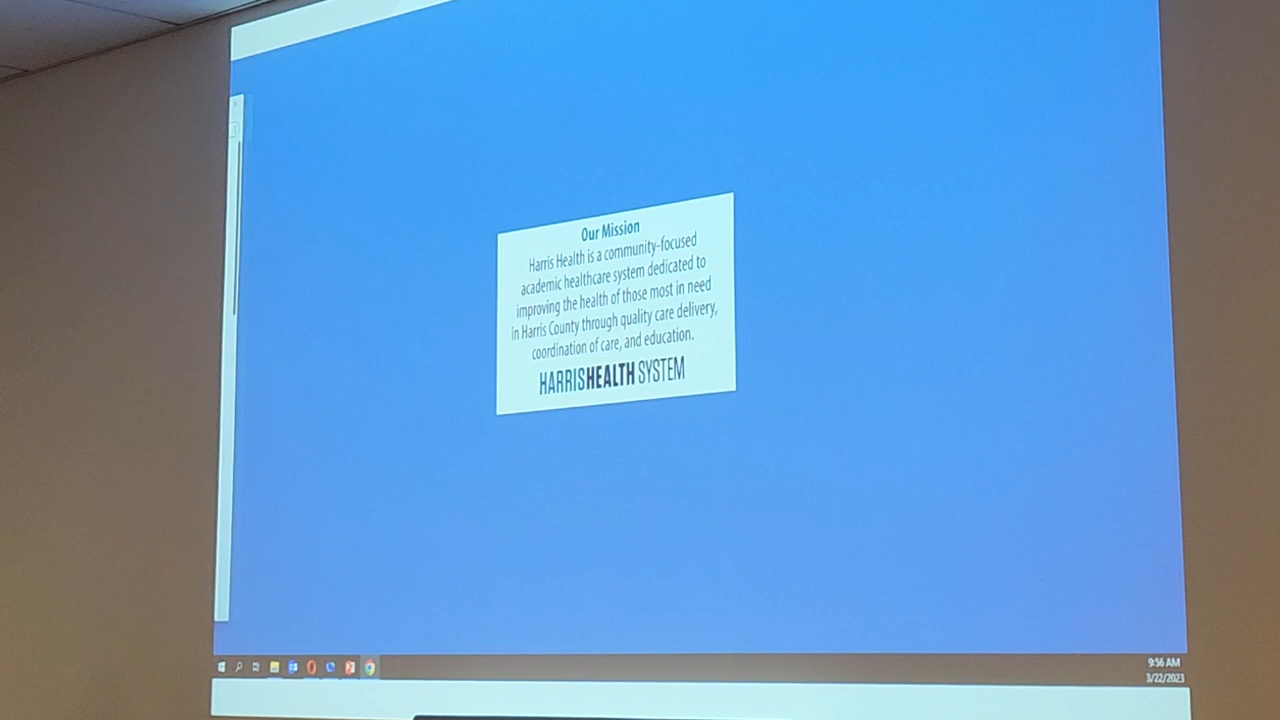 Our Mission
Harris Health is a community-focused
academic healthcare system dedicated to
improving the health of those most in need
in Harris County through quality care delivery,
coordination of care, and education.
HARRISHEALTH SYSTEM
9:56 AM
3/22/2023